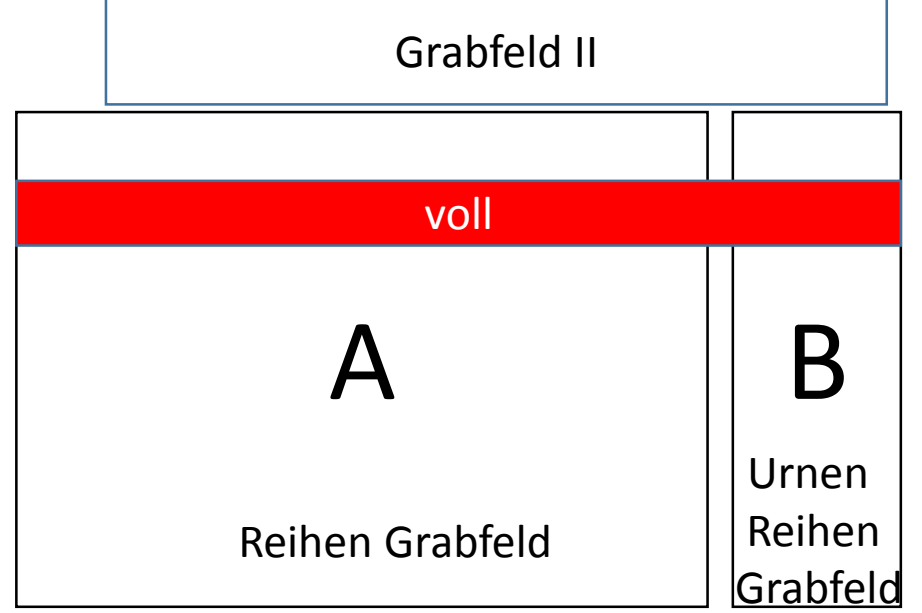 Grabfeld II
voll
A
Reihen Grabfeld
B
Urnen
Reihen
Grabfeld